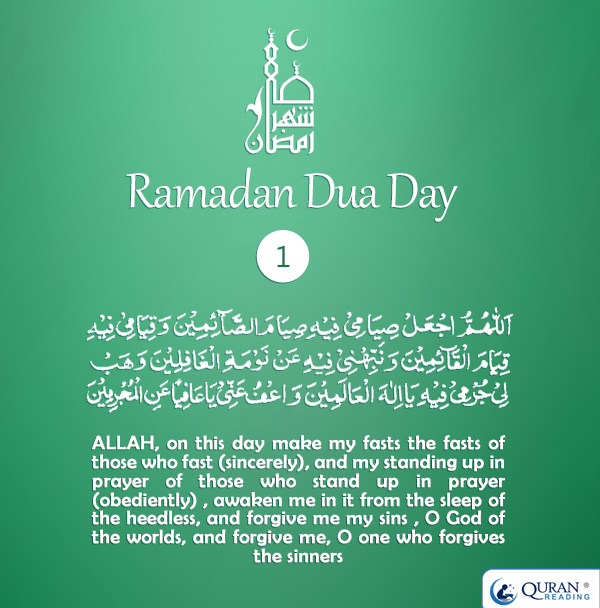 شهر
رمضان
Ramadan Dua Day
1
اَللّٰهُمَّ اجْعَلْ صِيَامِيْ فِيْهِ صِيَامَ الصَّآئِمِيْنَ وَ قِيَامِيْ فِيْهِ
قِيَامَ الْقَآئِمِيْنَ وَ نَبِّهْنِيْ فِيْهِ عَنْ نَوْمَةِ الْغَافِلِيْنَ وَ هَبْ
لِيْ جُرْمِيْ فِيْهِ يَا اِلٰهَ الْعَالَمِيْنَ وَ اعْفُ عَنِّيْ يَا عَافِيًا عَنِ الْمُجْرِمِيْنَ
ALLAH, on this day make my fasts the fasts of
those who fast (sincerely), and my standing up in
prayer of those who stand up in prayer
(obediently) , awaken me in it from the sleep of
the heedless, and forgive me my sins , O God of
the worlds, and forgive me, O one who forgives
the sinners
QURAN ®
READING